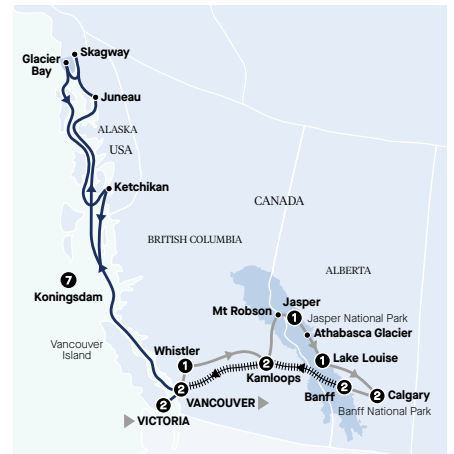 Skagway
Glacier
Bay
Juneau
ALASKA
USA
Ketchikan
CANADA
BRITISH COLUMBIA
ALBERTA
7
Koningsdam
Jasper
Mt Robson
1
Jasper National Park
Athabasca Glacier
Vancouver
Island
Whistler
1
2
Kamloops
1
Lake Louise
2
VANCOUVER
2
Banff
2
Calgary
Banff National Park
2
VICTORIA